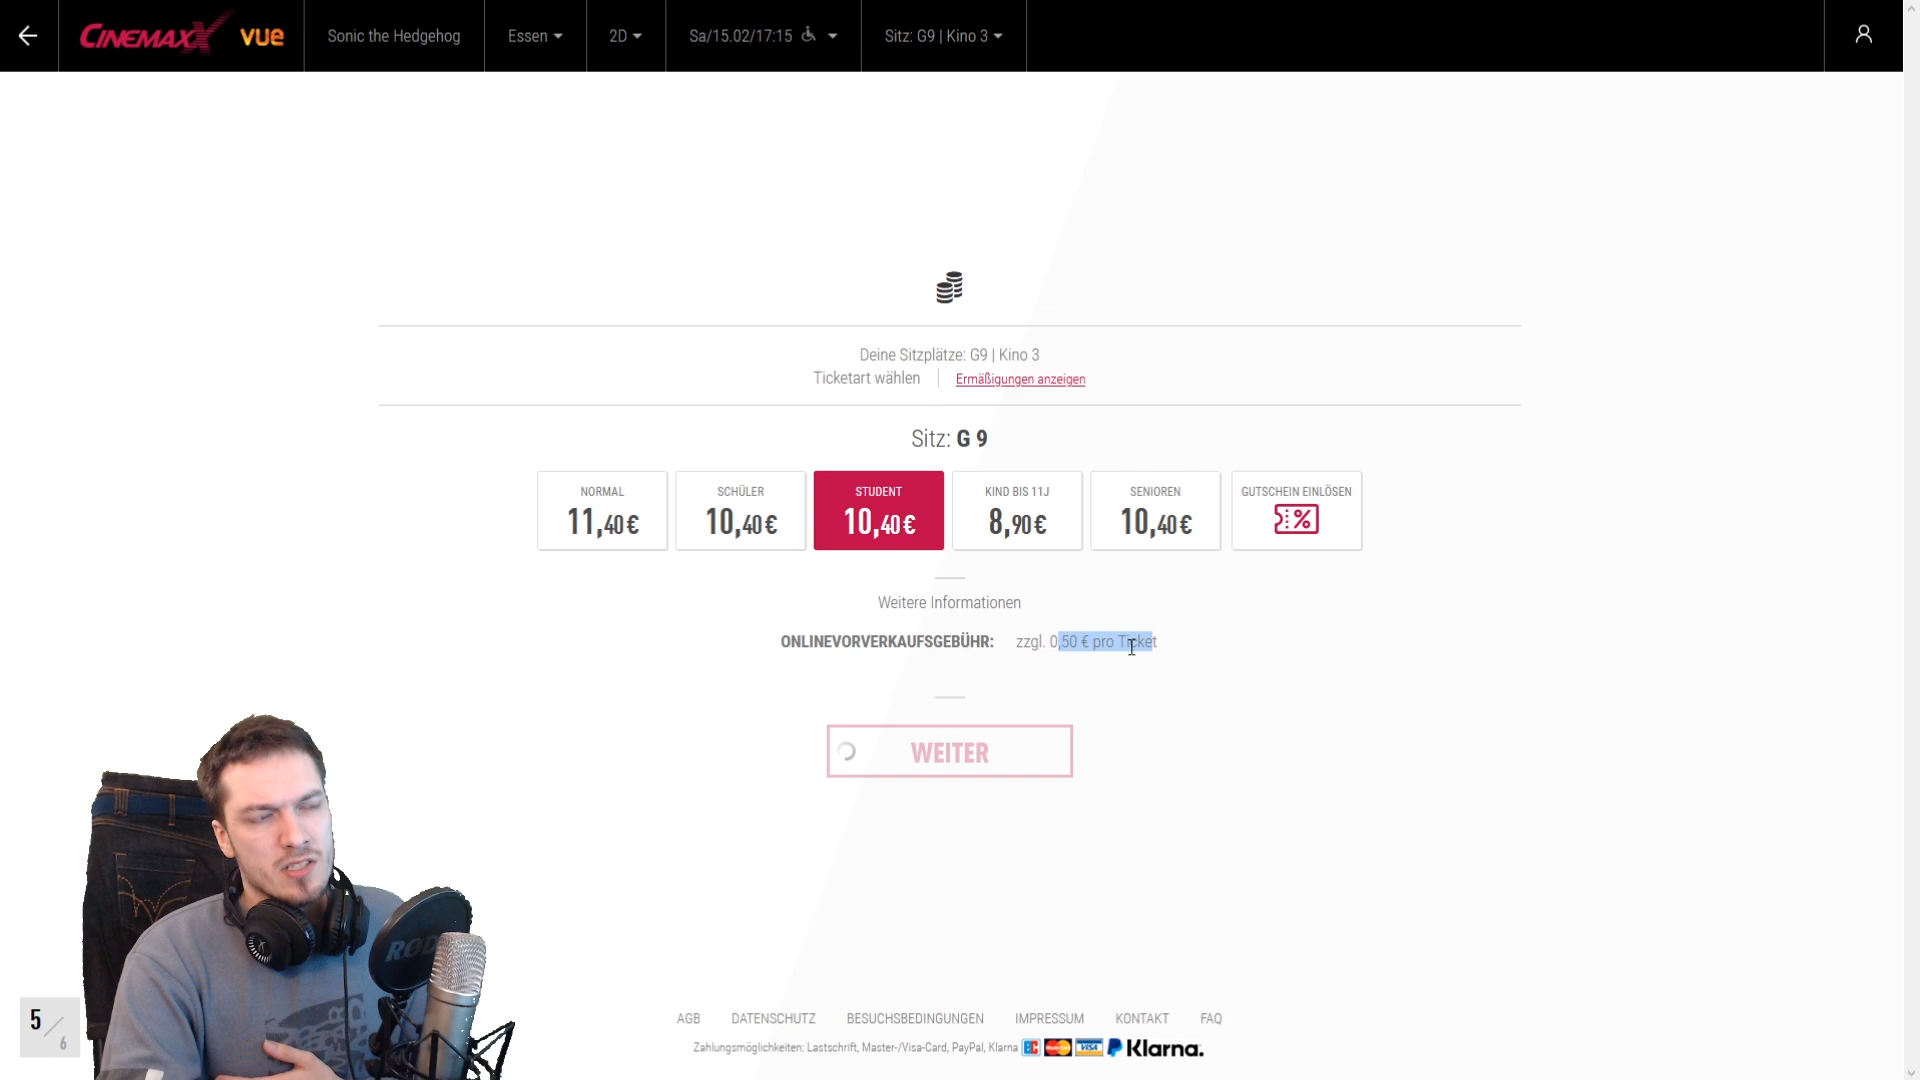 CINEMAXX vue Sonic the Hedgehog Essen 2D Sa/15.02/17:15 Sitz: G9 | Kino 3
Deine Sitzplätze: G9 | Kino 3
Ticketart wählen Ermäßigungen anzeigen
Sitz: G 9
NORMAL SCHÜLER STUDENT KIND BIS 11J SENIOREN GUTSCHEIN EINLÖSEN
11,40 € 10,40 € 10,40 € 8,90 € 10,40 € %
Weitere Informationen
ONLINEVORVERKAUFSGEBÜHR: zzgl. 0,50 € pro Ticket
WEITER
RØDE
5/6
AGB DATENSCHUTZ BESUCHSBEDINGUNGEN IMPRESSUM KONTAKT FAQ
Zahlungsmöglichkeiten: Lastschrift, Master-/Visa-Card, PayPal, Klarna EC VISA Klarna.